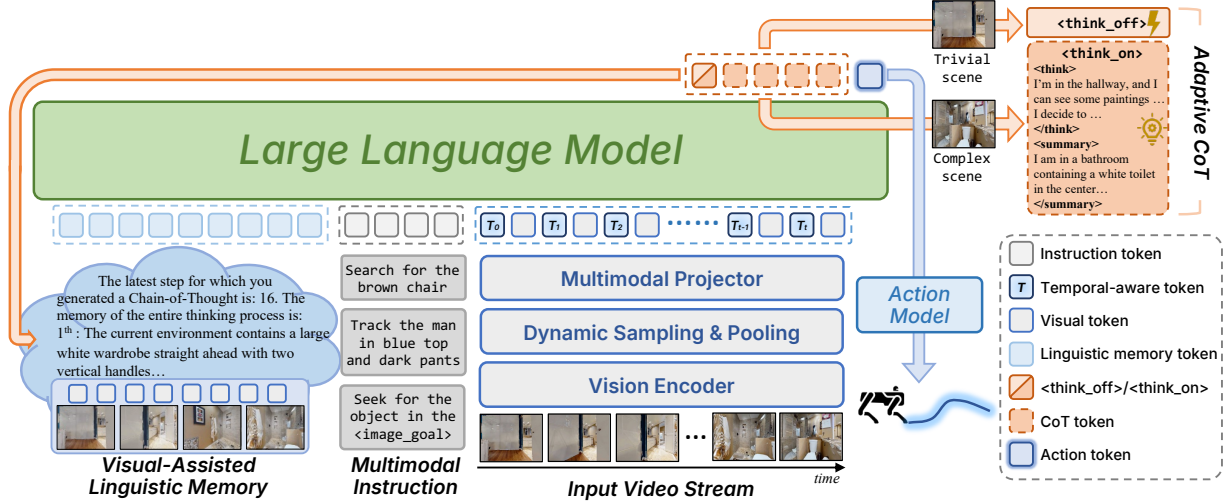 <think_off>
<think_on>
<think>
I'm in the hallway, and I
can see some paintings …
I decide to …
</think>
<summary>
I am in a bathroom
containing a white toilet
in the center…
</summary>
Adaptive CoT
Trivial
scene
Complex
scene
Large Language Model
T0
T1
T2
......
Tt-1
Tt
The latest step for which you
generated a Chain-of-Thought is: 16. The
memory of the entire thinking process is:
1th : The current environment contains a large
white wardrobe straight ahead with two
vertical handles…
Visual-Assisted
Linguistic Memory
Search for the
brown chair
Track the man
in blue top
and dark pants
Seek for the
object in the
<image_goal>
Multimodal
Instruction
Multimodal Projector
Dynamic Sampling & Pooling
Vision Encoder
...
time
Input Video Stream
Action
Model
Instruction token
T
Temporal-aware token
Visual token
Linguistic memory token
<think_off>/<think_on>
CoT token
Action token